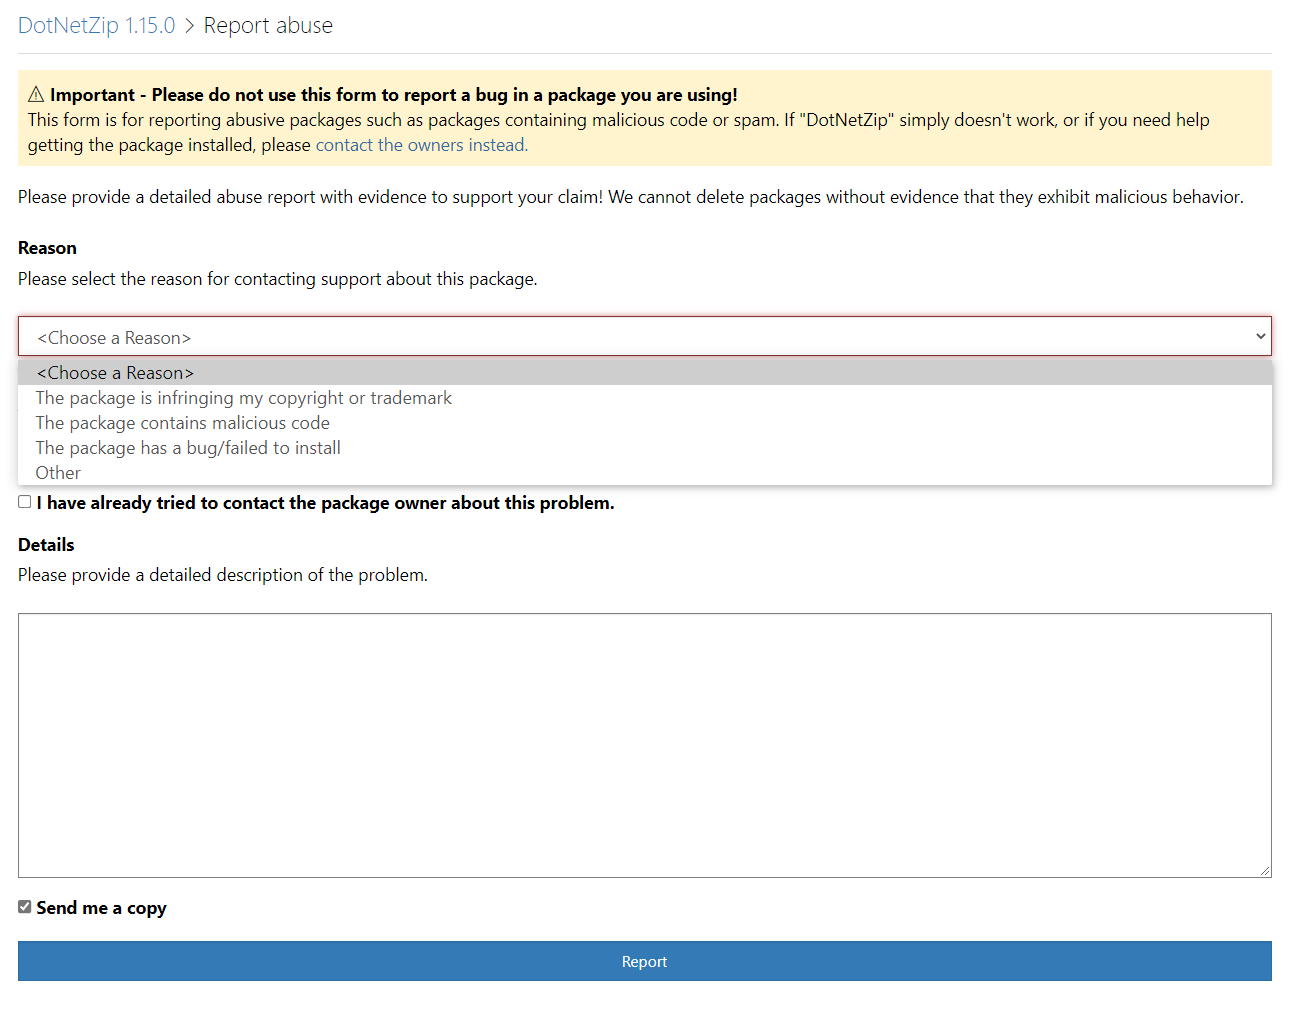 DotNetZip 1.15.0 > Report abuse
⚠ Important - Please do not use this form to report a bug in a package you are using!
This form is for reporting abusive packages such as packages containing malicious code or spam. If "DotNetZip" simply doesn't work, or if you need help
getting the package installed, please contact the owners instead.
Please provide a detailed abuse report with evidence to support your claim! We cannot delete packages without evidence that they exhibit malicious behavior.
Reason
Please select the reason for contacting support about this package.
<Choose a Reason>
<Choose a Reason>
The package is infringing my copyright or trademark
The package contains malicious code
The package has a bug/failed to install
Other
I have already tried to contact the package owner about this problem.
Details
Please provide a detailed description of the problem.
Send me a copy
Report